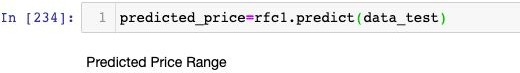 In [234]: 1 predicted_price=rfc1.predict(data_test)
Predicted Price Range